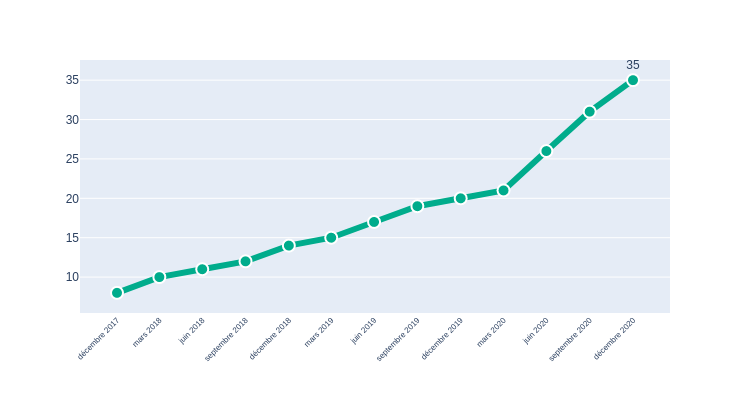 35
35
30
25
20
15
10
décembre 2017
mars 2018
juin 2018
septembre 2018
décembre 2018
mars 2019
juin 2019
septembre 2019
décembre 2019
mars 2020
juin 2020
septembre 2020
décembre 2020